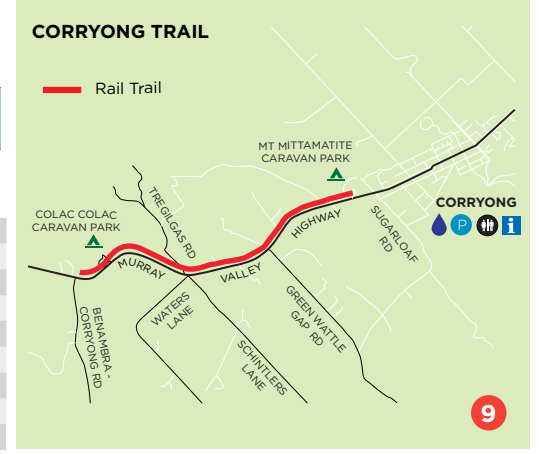 CORRYONG TRAIL
Rail Trail
MT MITTAMATITE
CARAVAN PARK
COLAC COLAC
CARAVAN PARK
TREGILGAS RD
CORRYONG
P
i
HIGHWAY
SUGARLOAF
RD
MURRAY
VALLEY
WATERS
LANE
GREEN WATTLE
GAP RD
BENAMBRA -
CORRYONG RD
SCHINTLERS
LANE
9